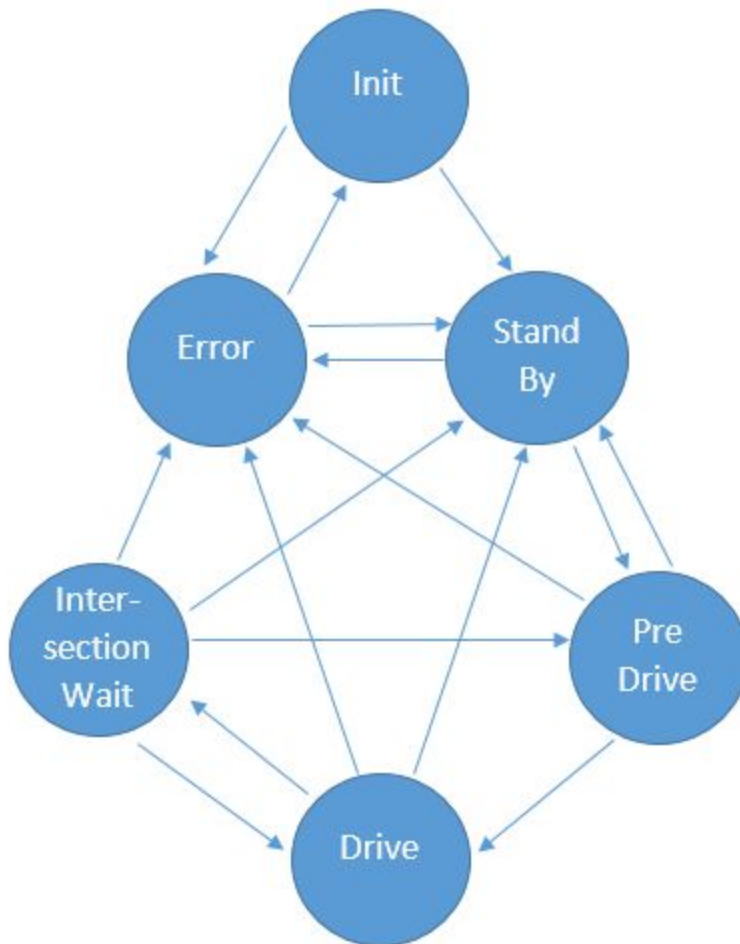 Init
Error
Stand
By
Inter-
section
Wait
Pre
Drive
Drive